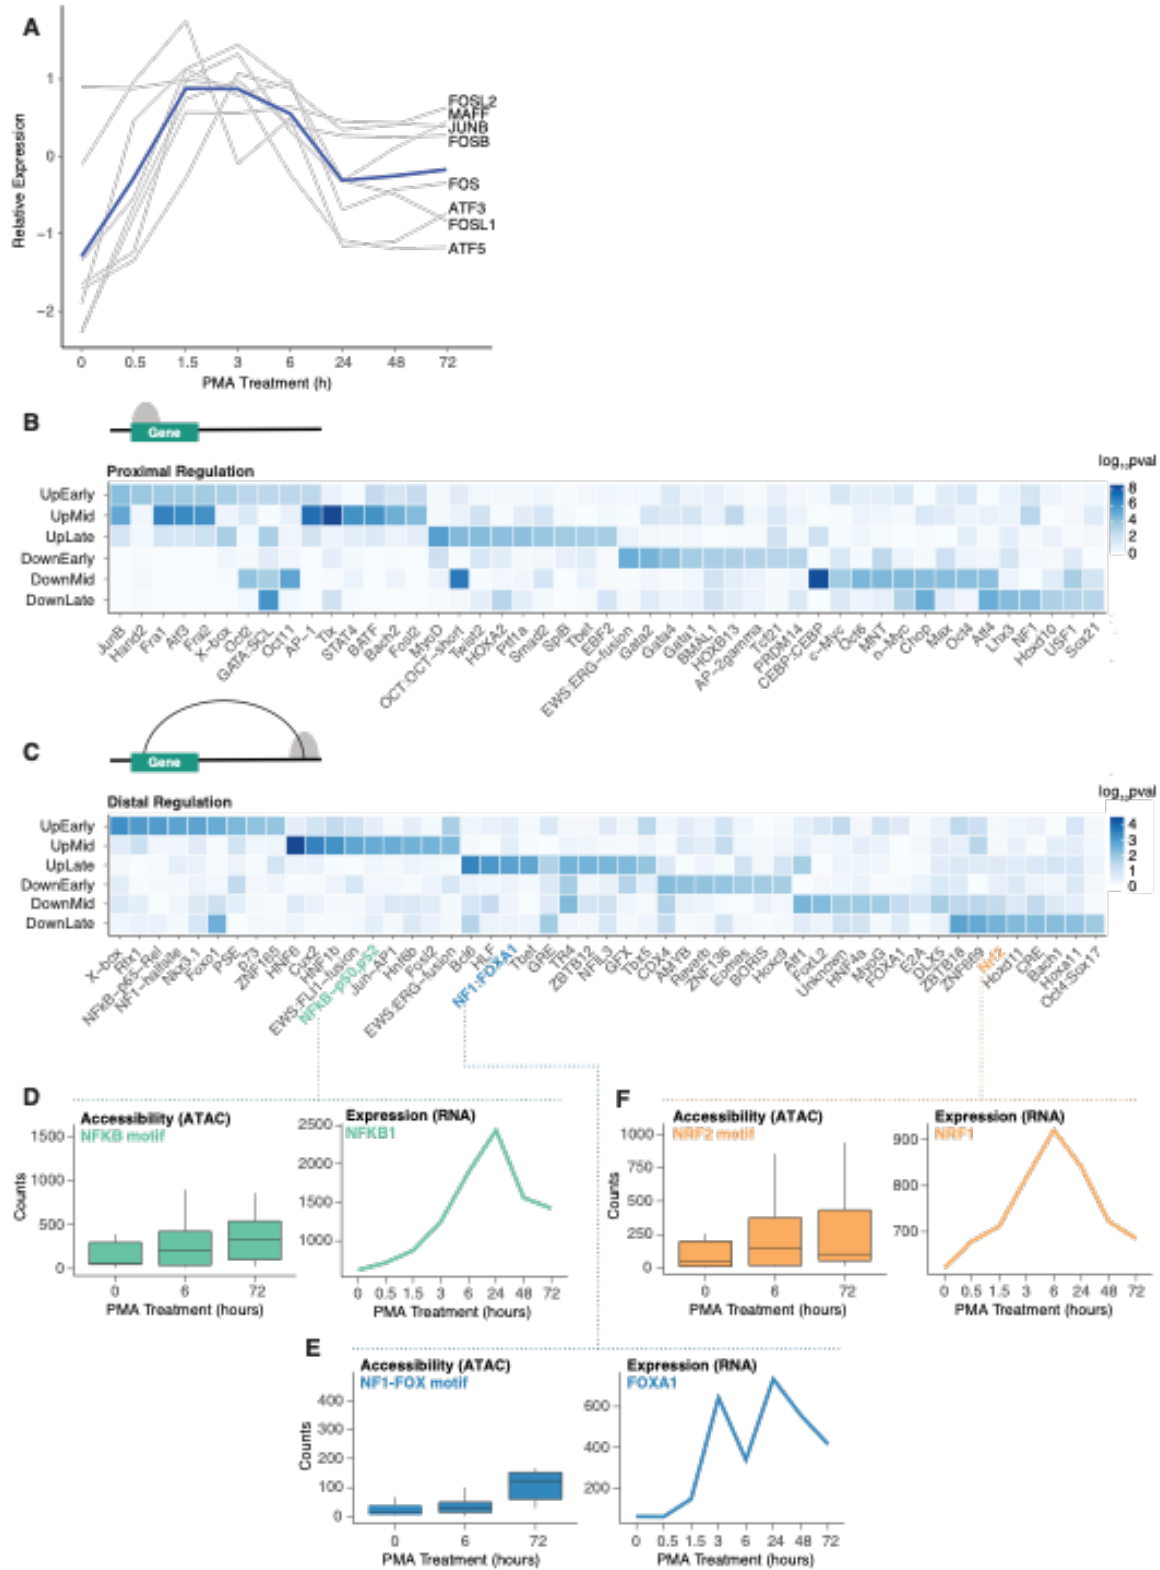 A
Relative Expression
1
0
−1
−2
FOSL2
MAFF
JUNB
FOSB
FOS
ATF3
FOSL1
ATF5
0 0.5 1.5 3 6 24 48 72
PMA Treatment (h)
B
Gene
Proximal Regulation
log₁₀pval
UpEarly
UpMid
UpLate
DownEarly
DownMid
DownLate
8
6
4
2
0
JunB Hand2 Fra1 Atf3 Fra2 X-box Oct2 GATA:SCL Oct11 AP-1 Tlx STAT4 BATF Bach2 Fosl2 MyoD OCT:OCT-short Twist2 HOXA2 Ptf1a Smad2 SpiB Tbet EBF2 EWS:ERG-fusion Gata2 Gata4 Gata1 BMAL1 HOXB13 AP-2gamma Tcf21 PRDM14 CEBP:CEBP c-Myc Oct6 MNT n-Myc Chop Max Oct4 Atf4 Lhx3 NF1 Hoxd10 USF1 Sox21
C
Gene
Distal Regulation
log₁₀pval
UpEarly
UpMid
UpLate
DownEarly
DownMid
DownLate
4
3
2
1
0
X-box Rfx1 NFkB-p65-Rel NF1-halfsite Nkx3.1 Foxo1 PSE p73 ZNF165 HNF6 Cux2 HNF1b EWS:FLI1-fusion NFKB-p50,p52 Jun-AP1 Hnf6b Fosl2 EWS:ERG-fusion Bcl6 HLF NF1:FOXA1 Tbet GRE TR4 ZBTB12 NFIL3 GFX Tbx5 CDX4 AMYB Reverb ZNF136 Eomes BORIS Hoxc9 Atf1 FoxL2 Unknown HNF4a MyoG FOXA1 E2A DLX5 ZBTB18 ZNF669 Nrf2 Hoxd11 CRE Bach1 Hoxa11 Oct4:Sox17
D
Accessibility (ATAC)
NFKB motif
Counts
1500
1000
500
0
0 6 72
PMA Treatment (hours)
Expression (RNA)
NFKB1
2500
2000
1500
1000
0 0.5 1.5 3 6 24 48 72
PMA Treatment (hours)
F
Accessibility (ATAC)
NRF2 motif
Counts
1000
750
500
250
0
0 6 72
PMA Treatment (hours)
Expression (RNA)
NRF1
900
800
700
0 0.5 1.5 3 6 24 48 72
PMA Treatment (hours)
E
Accessibility (ATAC)
NF1-FOX motif
Counts
400
300
200
100
0
0 6 72
PMA Treatment (hours)
Expression (RNA)
FOXA1
600
400
200
0 0.5 1.5 3 6 24 48 72
PMA Treatment (hours)